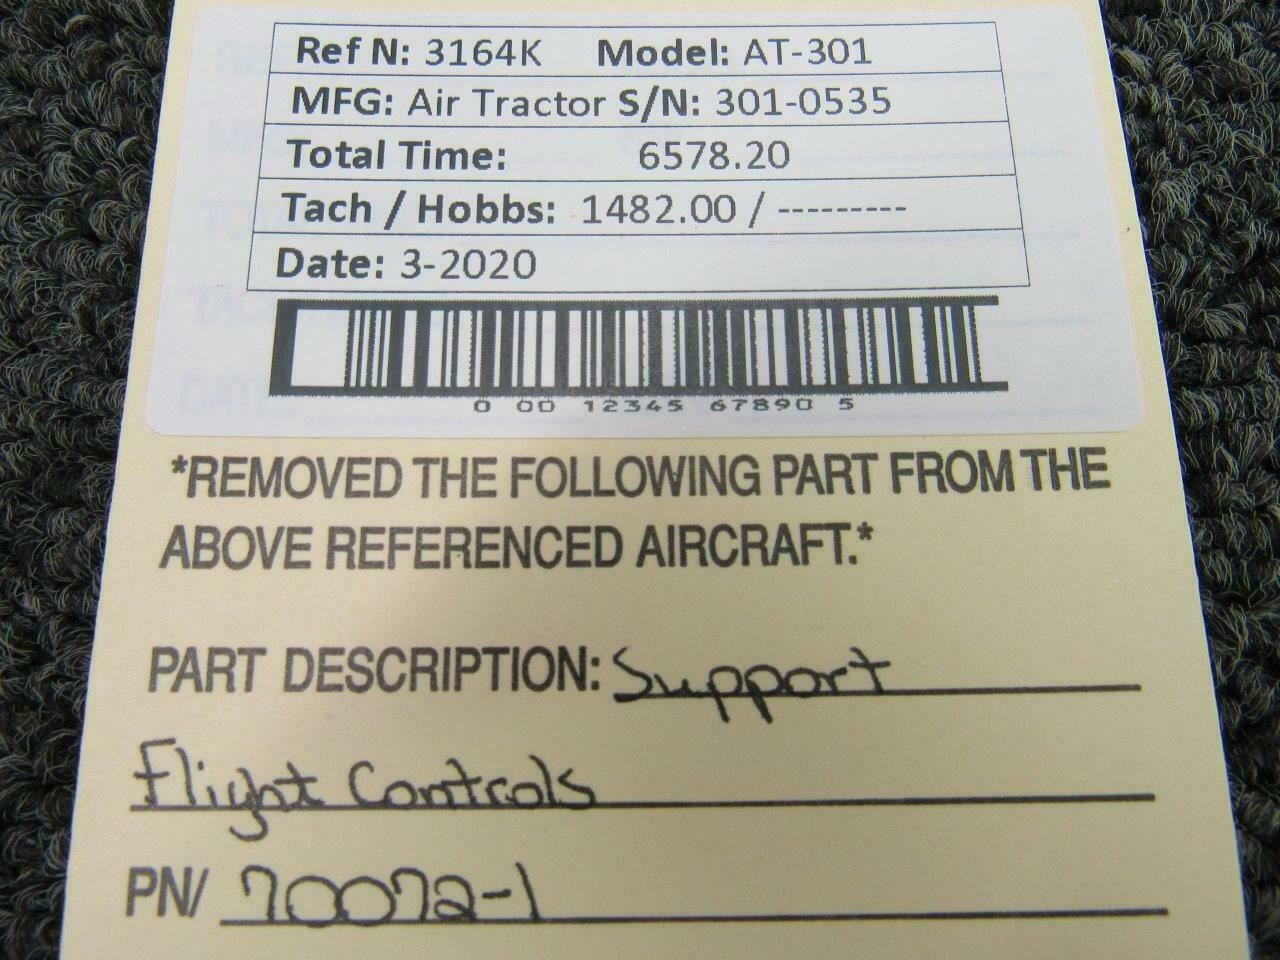 Ref N: 3164K Model: AT-301
MFG: Air Tractor S/N: 301-0535
Total Time: 6578.20
Tach / Hobbs: 1482.00 / ---------
Date: 3-2020
0 00 12345 67890 5
*REMOVED THE FOLLOWING PART FROM THE
ABOVE REFERENCED AIRCRAFT.*
PART DESCRIPTION: Support
Flight Controls
PN/ 70072-1